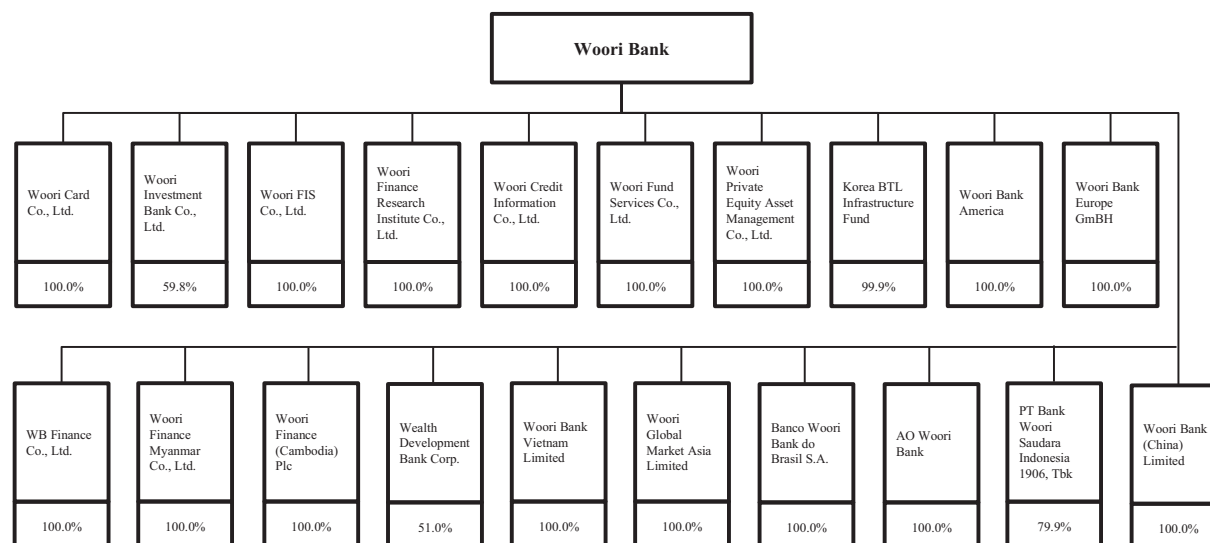 Woori Bank
Woori Card
Co., Ltd.
100.0%
Woori
Investment
Bank Co.,
Ltd.
59.8%
Woori FIS
Co., Ltd.
100.0%
Woori
Finance
Research
Institute Co.,
Ltd.
100.0%
Woori Credit
Information
Co., Ltd.
100.0%
Woori Fund
Services Co.,
Ltd.
100.0%
Woori
Private
Equity Asset
Management
Co., Ltd.
100.0%
Korea BTL
Infrastructure
Fund
99.9%
Woori Bank
America
100.0%
Woori Bank
Europe
GmBH
100.0%
WB Finance
Co., Ltd.
100.0%
Woori
Finance
Myanmar
Co., Ltd.
100.0%
Woori
Finance
(Cambodia)
Plc
100.0%
Wealth
Development
Bank Corp.
51.0%
Woori Bank
Vietnam
Limited
100.0%
Woori
Global
Market Asia
Limited
100.0%
Banco Woori
Bank do
Brasil S.A.
100.0%
AO Woori
Bank
100.0%
PT Bank
Woori
Saudara
Indonesia
1906, Tbk
79.9%
Woori Bank
(China)
Limited
100.0%